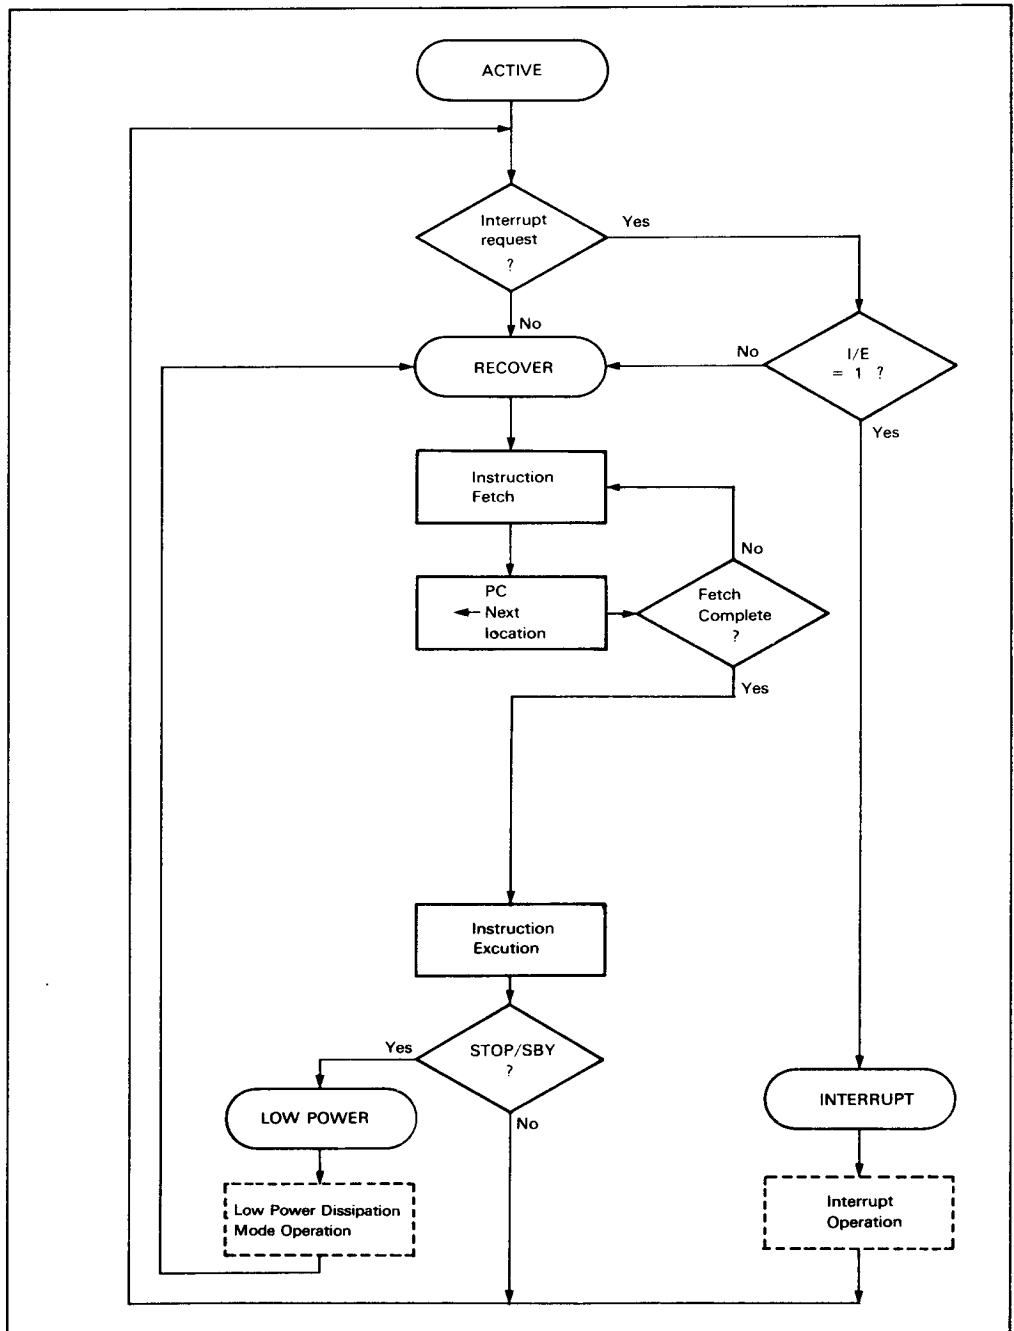 ACTIVE
Interrupt
request
?
Yes
No
RECOVER
No
I/E
= 1 ?
Yes
Instruction
Fetch
No
PC
← Next
location
Fetch
Complete
?
Yes
Instruction
Excution
Yes
STOP/SBY
?
No
LOW POWER
INTERRUPT
Low Power Dissipation
Mode Operation
Interrupt
Operation